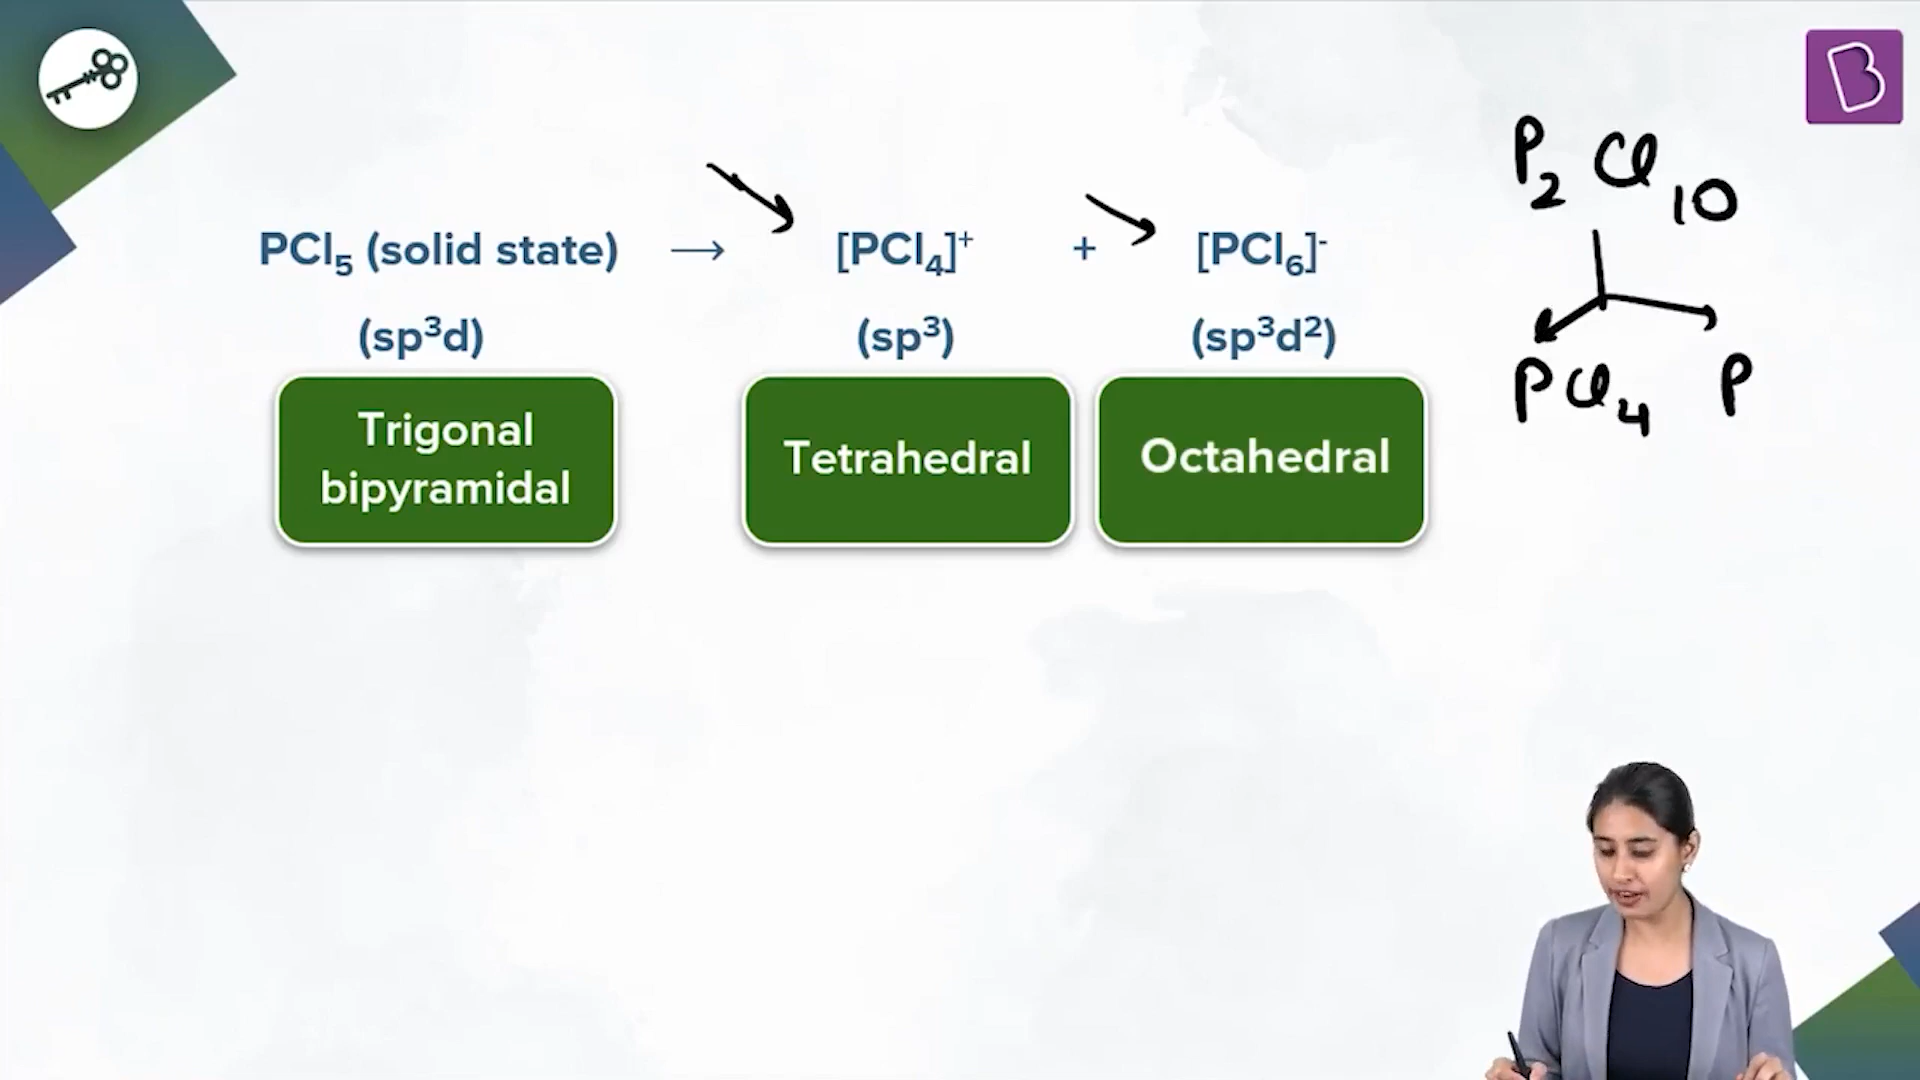 PCl₅ (solid state) ⟶ [PCl₄]⁺ + [PCl₆]⁻
(sp³d) (sp³) (sp³d²)
Trigonal
bipyramidal
Tetrahedral
Octahedral
P₂ Cl₁₀
PCl₄ P
B